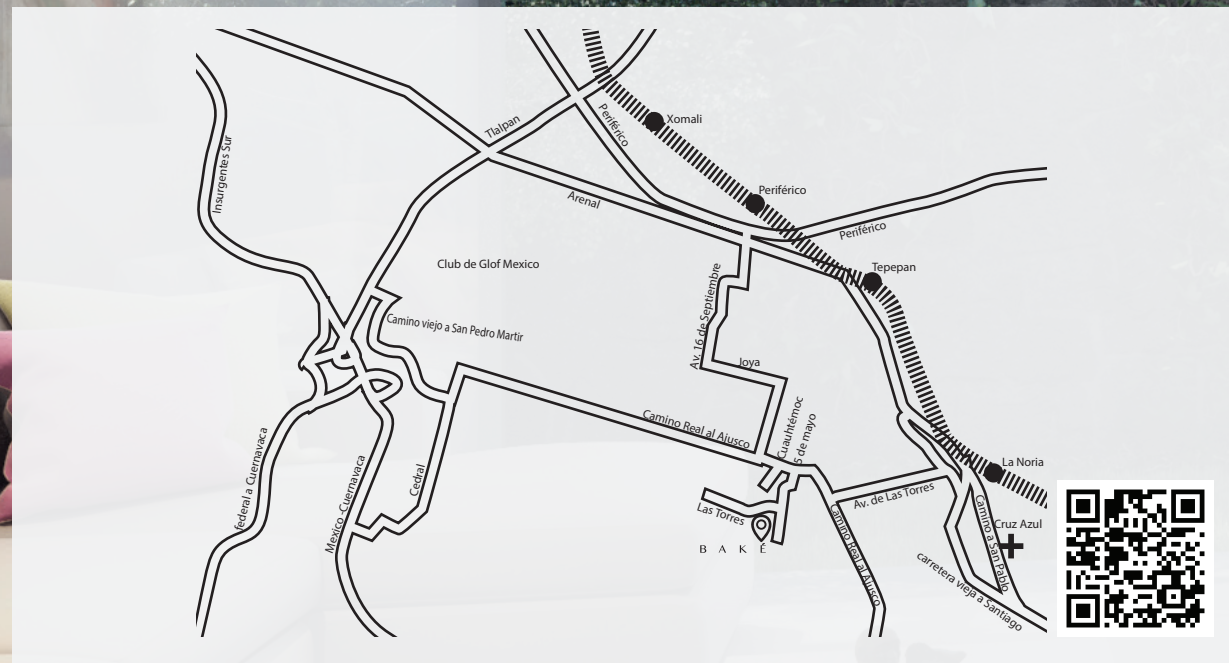 Xomali
Tlalpan
Periférico
Insurgentes Sur
Periférico
Arenal
Periférico
Club de Glof Mexico
Tepepan
Av. 16 de Septiembre
Camino viejo a San Pedro Martir
Joya
Camino Real al Ajusco
Cuauhtémoc
5 de mayo
federal a Cuernavaca
Mexico -Cuernavaca
Cedral
La Noria
Av. de Las Torres
Las Torres
Camino Real al Ajusco
Camino a San Pablo
Cruz Azul
BAKÉ
carretera vieja a Santiago